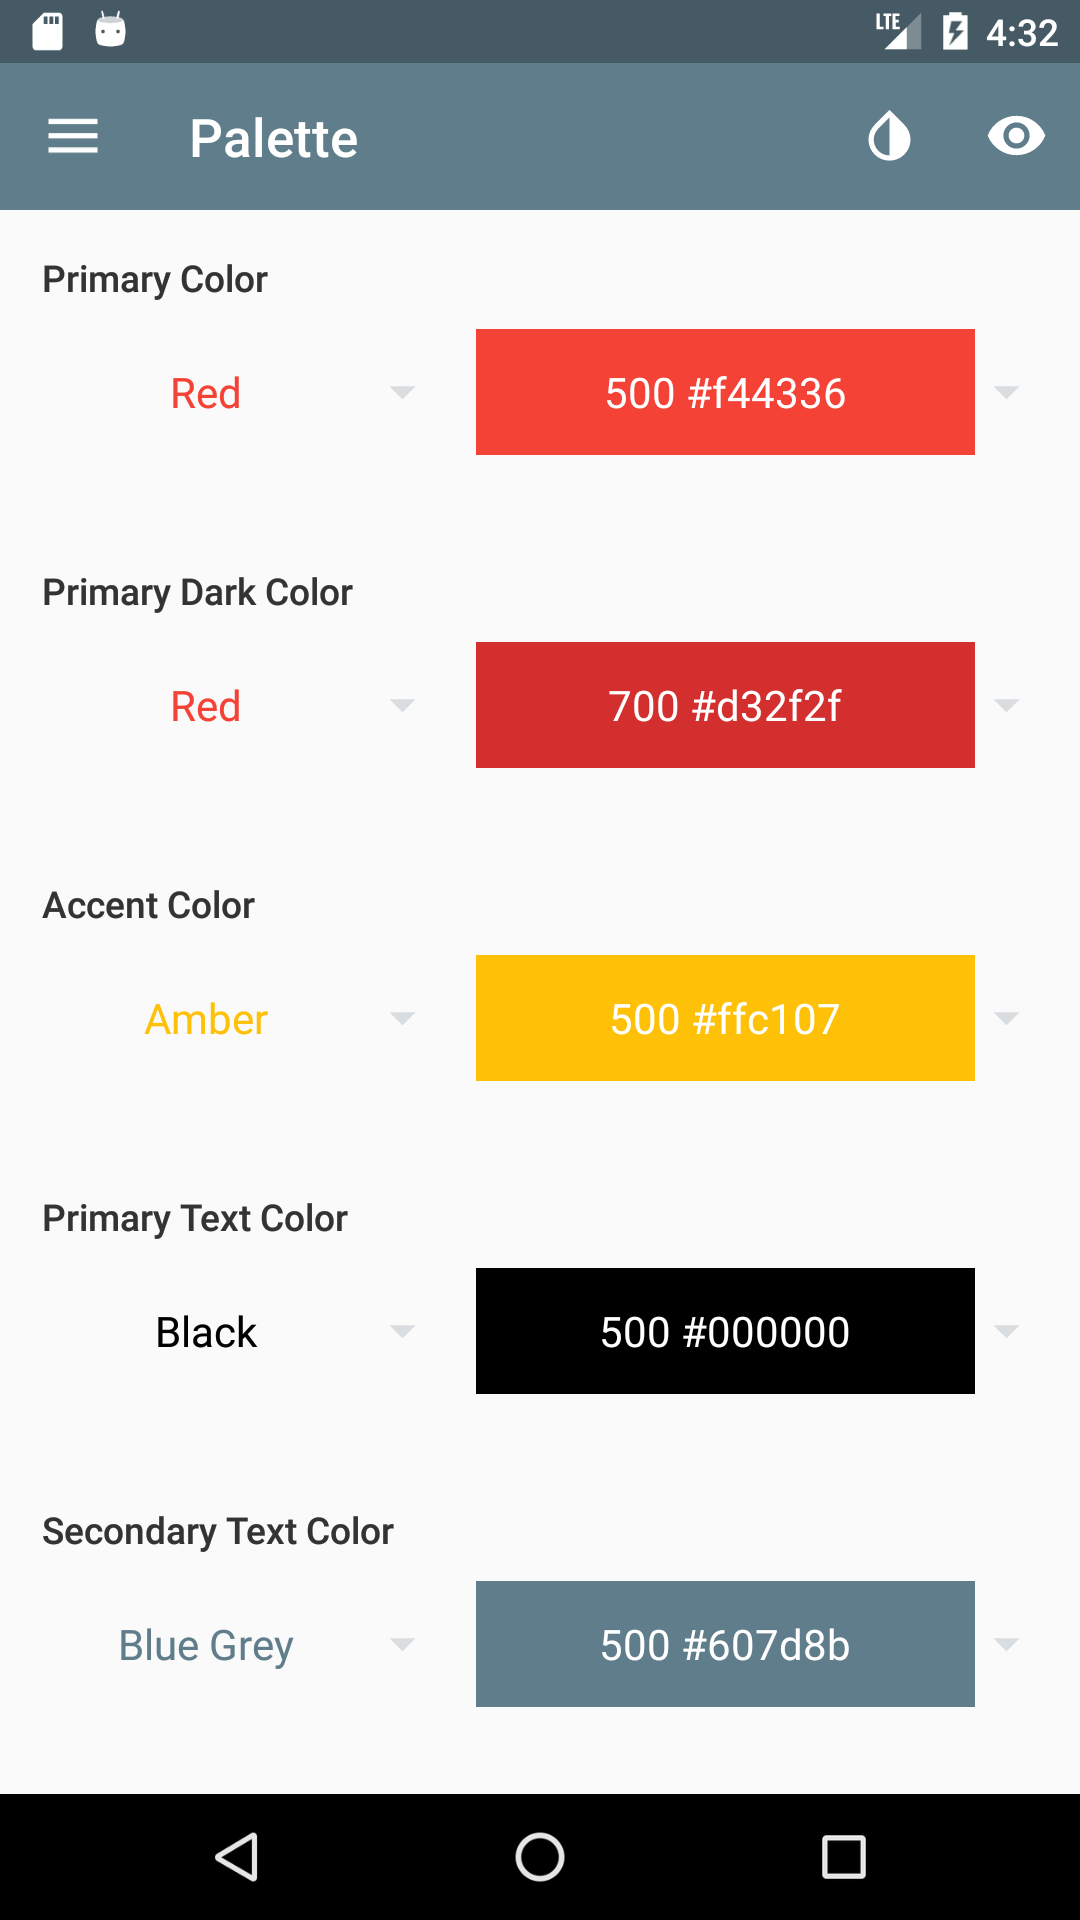 LTE 4:32
Palette
Primary Color
Red 500 #f44336
Primary Dark Color
Red 700 #d32f2f
Accent Color
Amber 500 #ffc107
Primary Text Color
Black 500 #000000
Secondary Text Color
Blue Grey 500 #607d8b